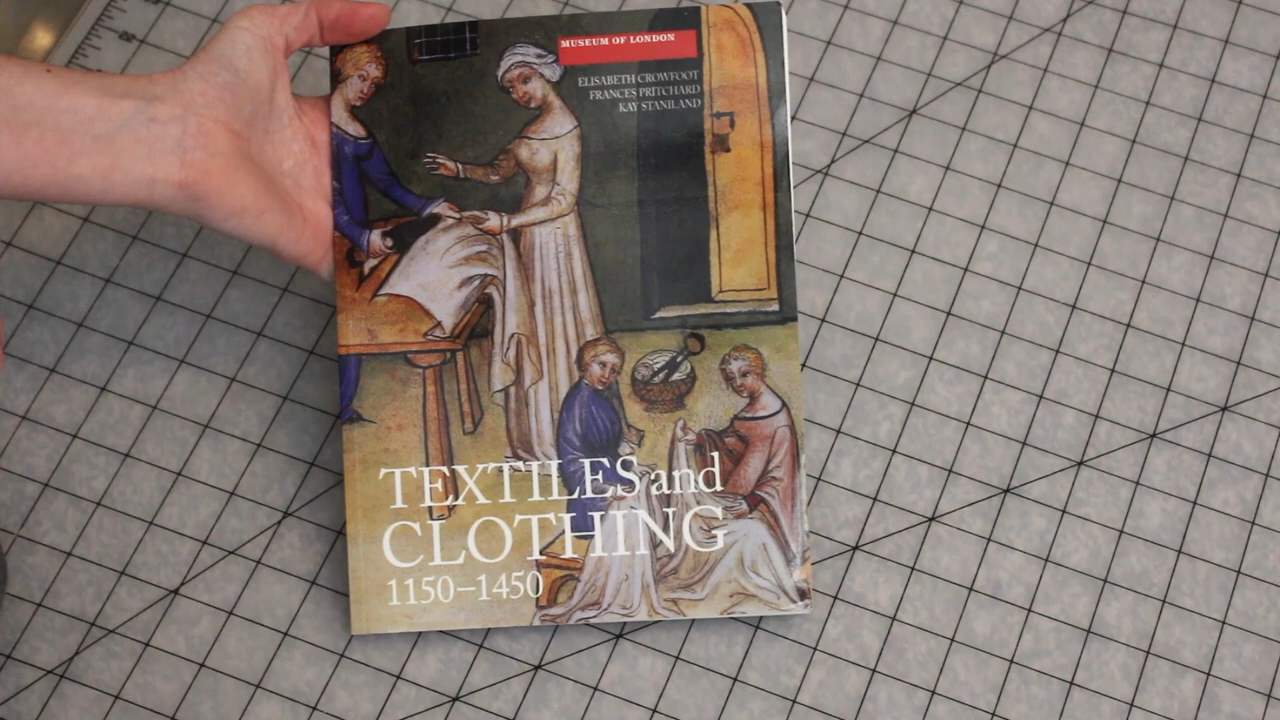 MUSEUM OF LONDON
ELISABETH CROWFOOT
FRANCES PRITCHARD
KAY STANILAND
TEXTILES and
CLOTHING
1150–1450